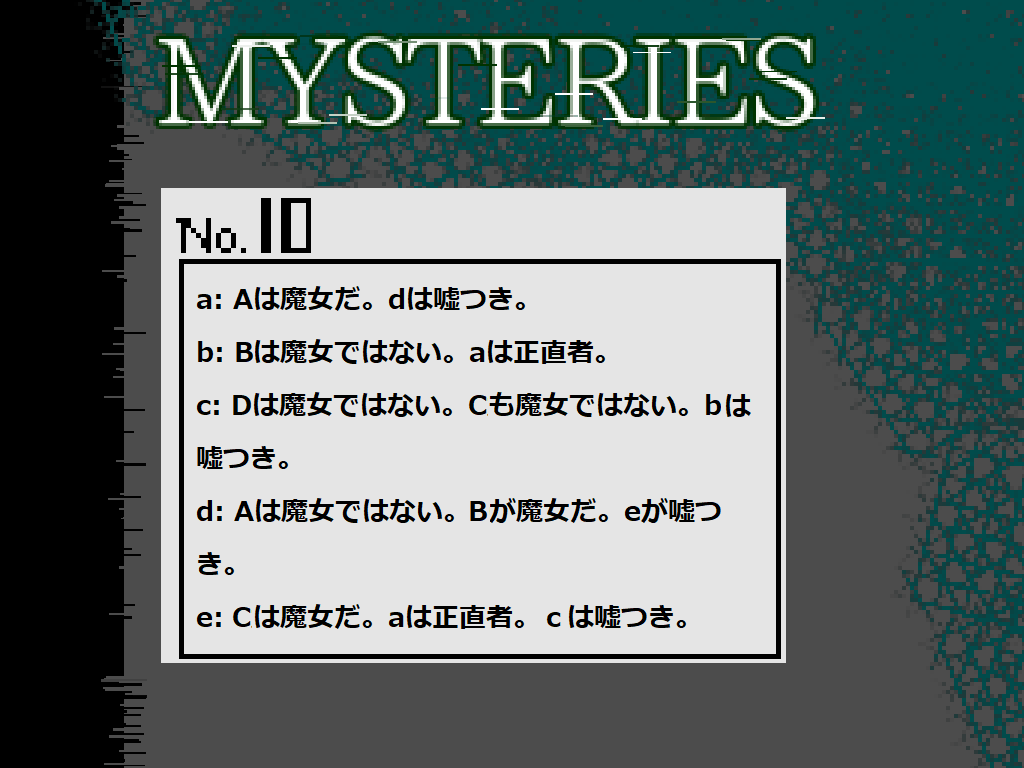 MYSTERIES
No.10
a: Aは魔女だ。dは嘘つき。
b: Bは魔女ではない。aは正直者。
c: Dは魔女ではない。Cも魔女ではない。bは
嘘つき。
d: Aは魔女ではない。Bが魔女だ。eが嘘つ
き。
e: Cは魔女だ。aは正直者。ｃは嘘つき。